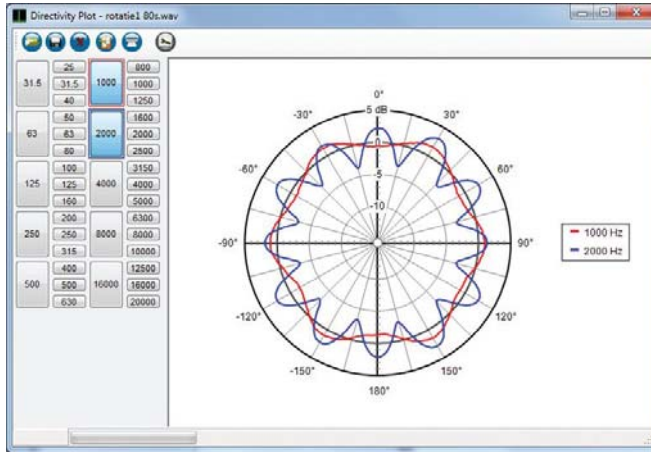 Directivity Plot - rotatie1 80s.wav
31.5 25 31.5 40 1000 800 1000 1250
63 50 63 80 2000 1600 2000 2500
125 100 125 160 4000 3150 4000 5000
250 200 250 315 8000 6300 8000 10000
500 400 500 630 16000 12500 16000 20000
0°
5 dB
-30° 30°
0
-60° 60°
-5
-10
-90° 90°
1000 Hz
2000 Hz
-120° 120°
-150° 150°
180°